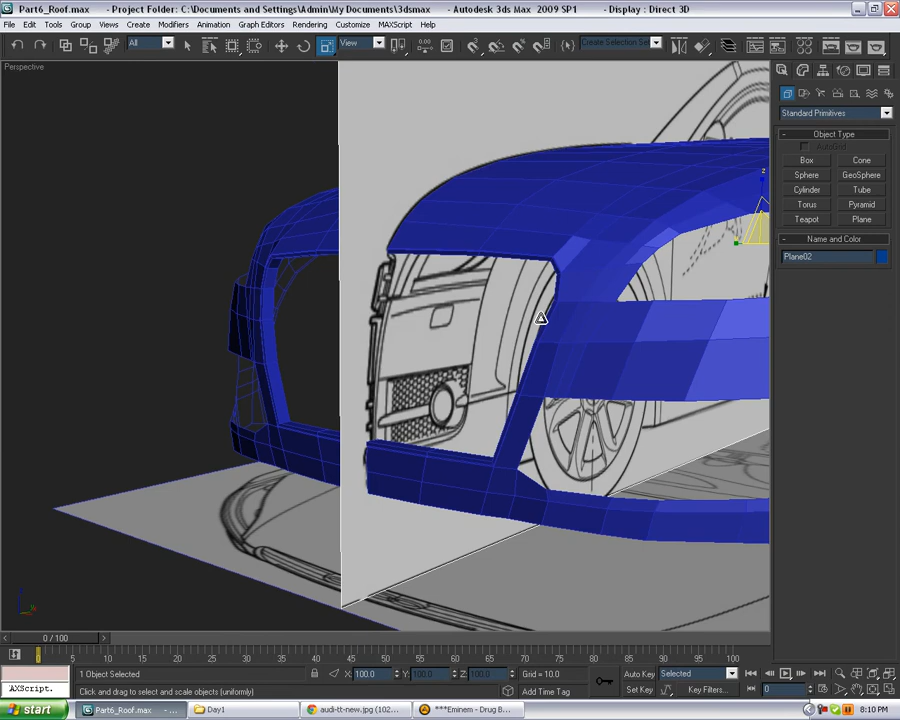 Part6_Roof.max - Project Folder: C:\Documents and Settings\Admin\My Documents\3dsmax - Autodesk 3ds Max 2009 SP1 - Display : Direct 3D
File Edit Tools Group Views Create Modifiers Animation Graph Editors Rendering Customize MAXScript Help
All View Create Selection Set
Perspective
Standard Primitives
Object Type
AutoGrid
Box Cone
Sphere GeoSphere
Cylinder Tube
Torus Pyramid
Teapot Plane
Name and Color
Plane02
z
0 / 100
0 5 10 15 20 25 30 35 40 45 50 55 60 65 70 75 80 85 90 95 100
1 Object Selected X: 100.0 Y: 100.0 Z: 100.0 Grid = 10.0 Auto Key Selected
AXScript. Click and drag to select and scale objects (uniformly) Add Time Tag Set Key Key Filters... 0
start Part6_Roof.max - ... Day1 audi-tt-new.jpg (102... ***Eminem - Drug B... 8:10 PM